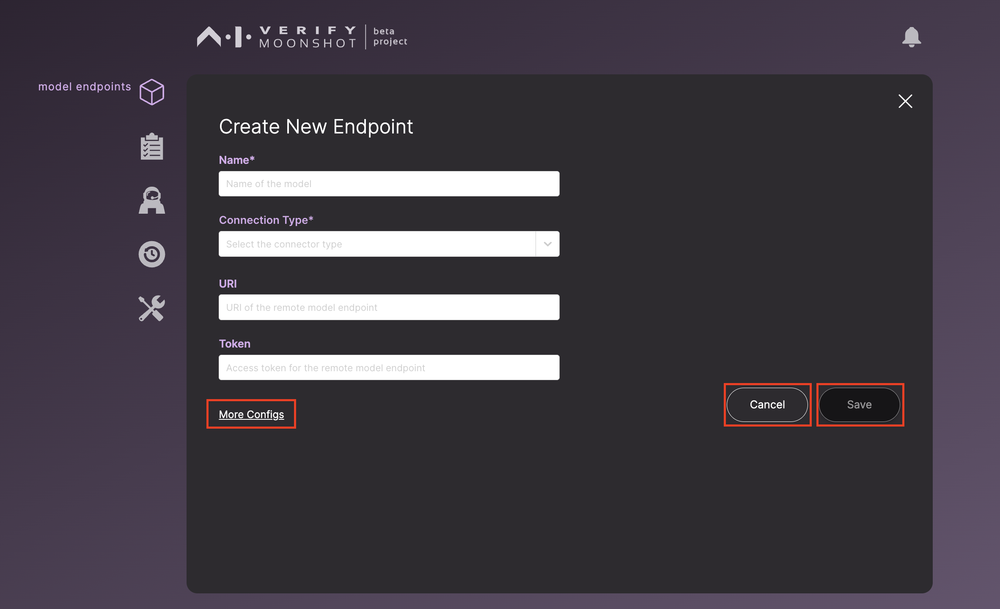 A.I. VERIFY
MOONSHOT
beta
project
model endpoints
Create New Endpoint
Name*
Name of the model
Connection Type*
Select the connector type
URI
URI of the remote model endpoint
Token
Access token for the remote model endpoint
Cancel
Save
More Configs